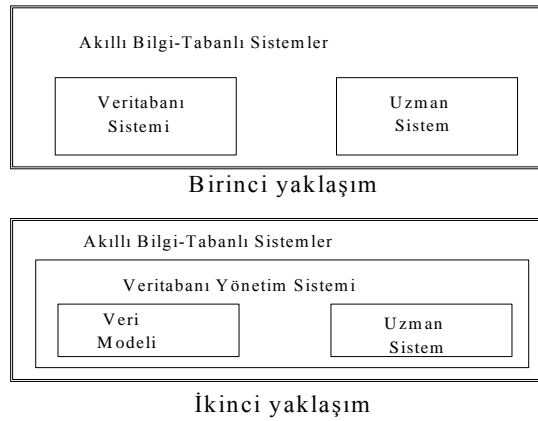 Akıllı Bilgi-Tabanlı Sistemler
Veritabanı
Sistemi
Uzman
Sistem
Birinci yaklaşım
Akıllı Bilgi-Tabanlı Sistemler
Veritabanı Yönetim Sistemi
Veri
Modeli
Uzman
Sistem
İkinci yaklaşım